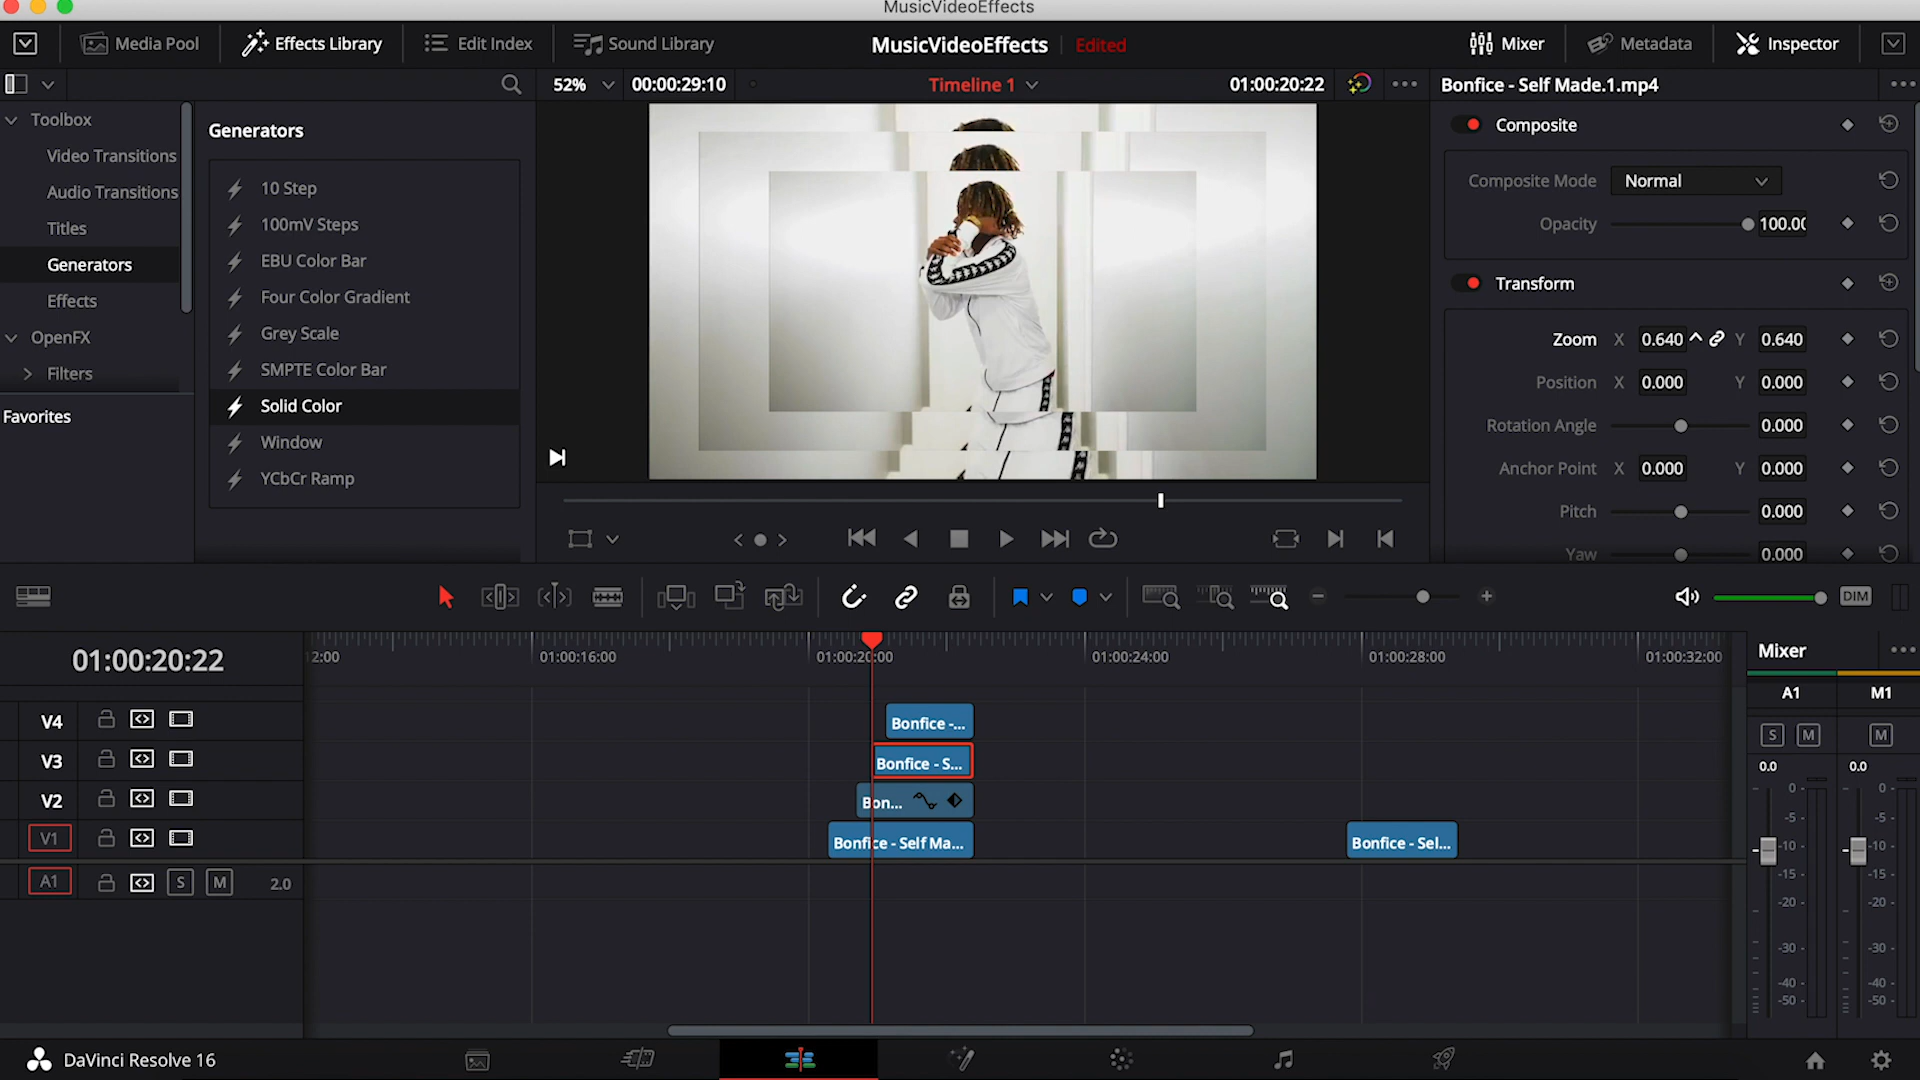 MusicVideoEffects
Media Pool
Effects Library
Edit Index
Sound Library
MusicVideoEffects
Edited
Mixer
Metadata
Inspector
52%
00:00:29:10
Timeline 1
01:00:20:22
Bonfice - Self Made.1.mp4
Toolbox
Video Transitions
Audio Transitions
Titles
Generators
Effects
OpenFX
Filters
Favorites
Generators
10 Step
100mV Steps
EBU Color Bar
Four Color Gradient
Grey Scale
SMPTE Color Bar
Solid Color
Window
YCbCr Ramp
Composite
Composite Mode Normal
Opacity 100.00
Transform
Zoom X 0.640 Y 0.640
Position X 0.000 Y 0.000
Rotation Angle 0.000
Anchor Point X 0.000 Y 0.000
Pitch 0.000
Yaw 0.000
DIM
01:00:20:22
12:00
01:00:16:00
01:00:20:00
01:00:24:00
01:00:28:00
01:00:32:00
V4
Bonfice -...
V3
Bonfice - S...
V2
Bon...
V1
Bonfice - Self Ma...
Bonfice - Sel...
A1 S M 2.0
Mixer
A1 M1
S M M
0.0 0.0
0 0
-5 -5
-10 -10
-15 -15
-20 -20
-30 -30
-40 -40
-50 -50
DaVinci Resolve 16